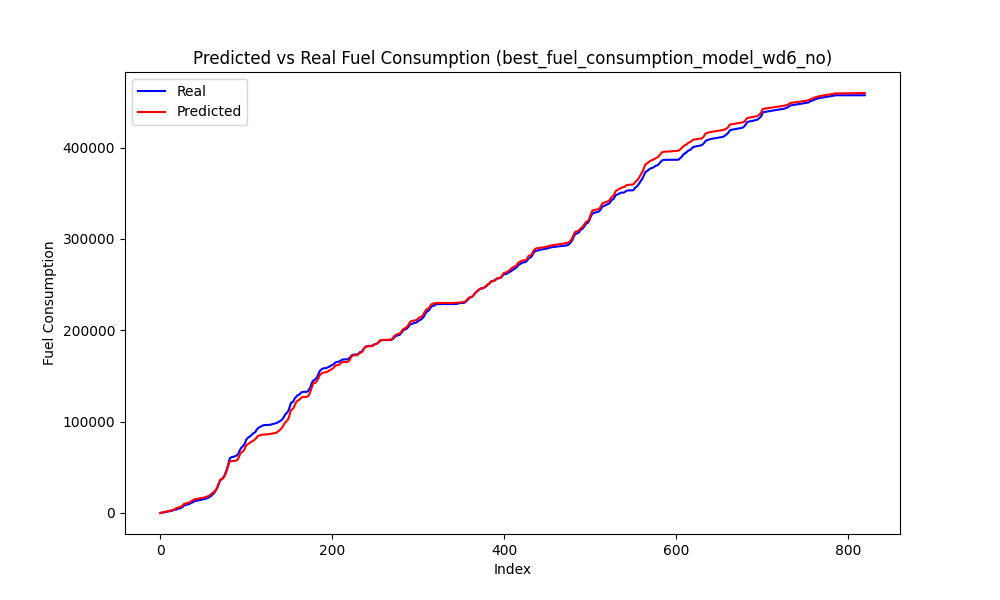 Predicted vs Real Fuel Consumption (best_fuel_consumption_model_wd6_no)
Real
Predicted
400000
300000
200000
100000
0
Fuel Consumption
0 200 400 600 800
Index